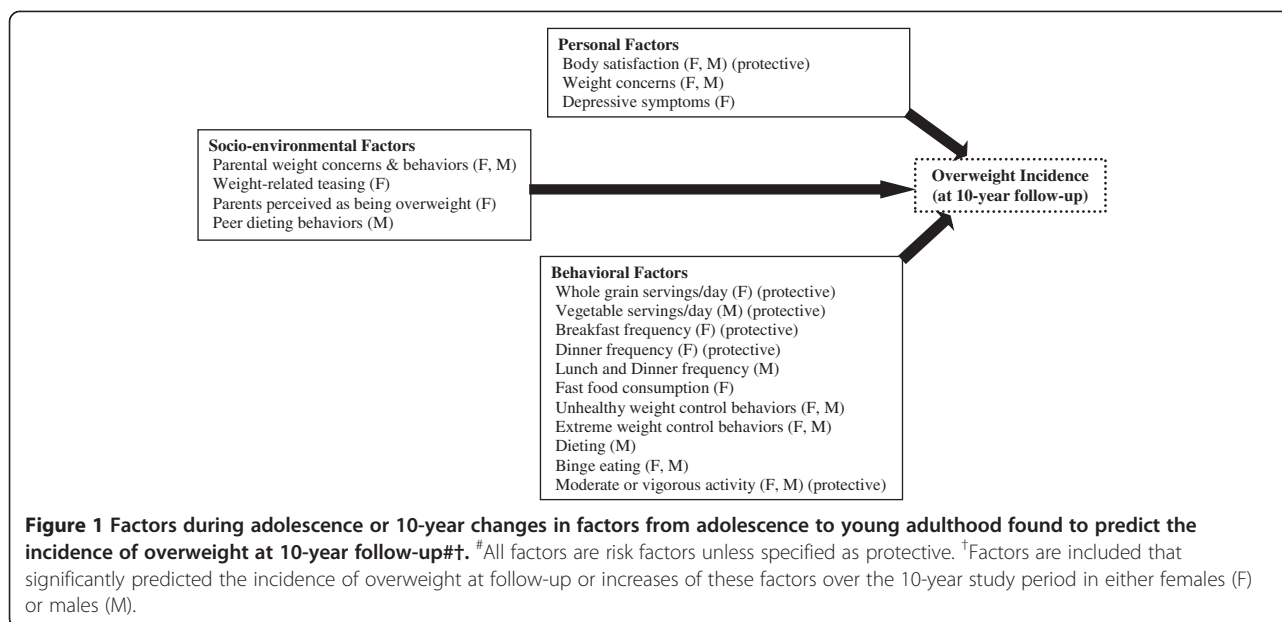 Personal Factors
Body satisfaction (F, M) (protective)
Weight concerns (F, M)
Depressive symptoms (F)
Socio-environmental Factors
Parental weight concerns & behaviors (F, M)
Weight-related teasing (F)
Parents perceived as being overweight (F)
Peer dieting behaviors (M)
Overweight Incidence
(at 10-year follow-up)
Behavioral Factors
Whole grain servings/day (F) (protective)
Vegetable servings/day (M) (protective)
Breakfast frequency (F) (protective)
Dinner frequency (F) (protective)
Lunch and Dinner frequency (M)
Fast food consumption (F)
Unhealthy weight control behaviors (F, M)
Extreme weight control behaviors (F, M)
Dieting (M)
Binge eating (F, M)
Moderate or vigorous activity (F, M) (protective)
Figure 1 Factors during adolescence or 10-year changes in factors from adolescence to young adulthood found to predict the
incidence of overweight at 10-year follow-up#†. #All factors are risk factors unless specified as protective. †Factors are included that
significantly predicted the incidence of overweight at follow-up or increases of these factors over the 10-year study period in either females (F)
or males (M).